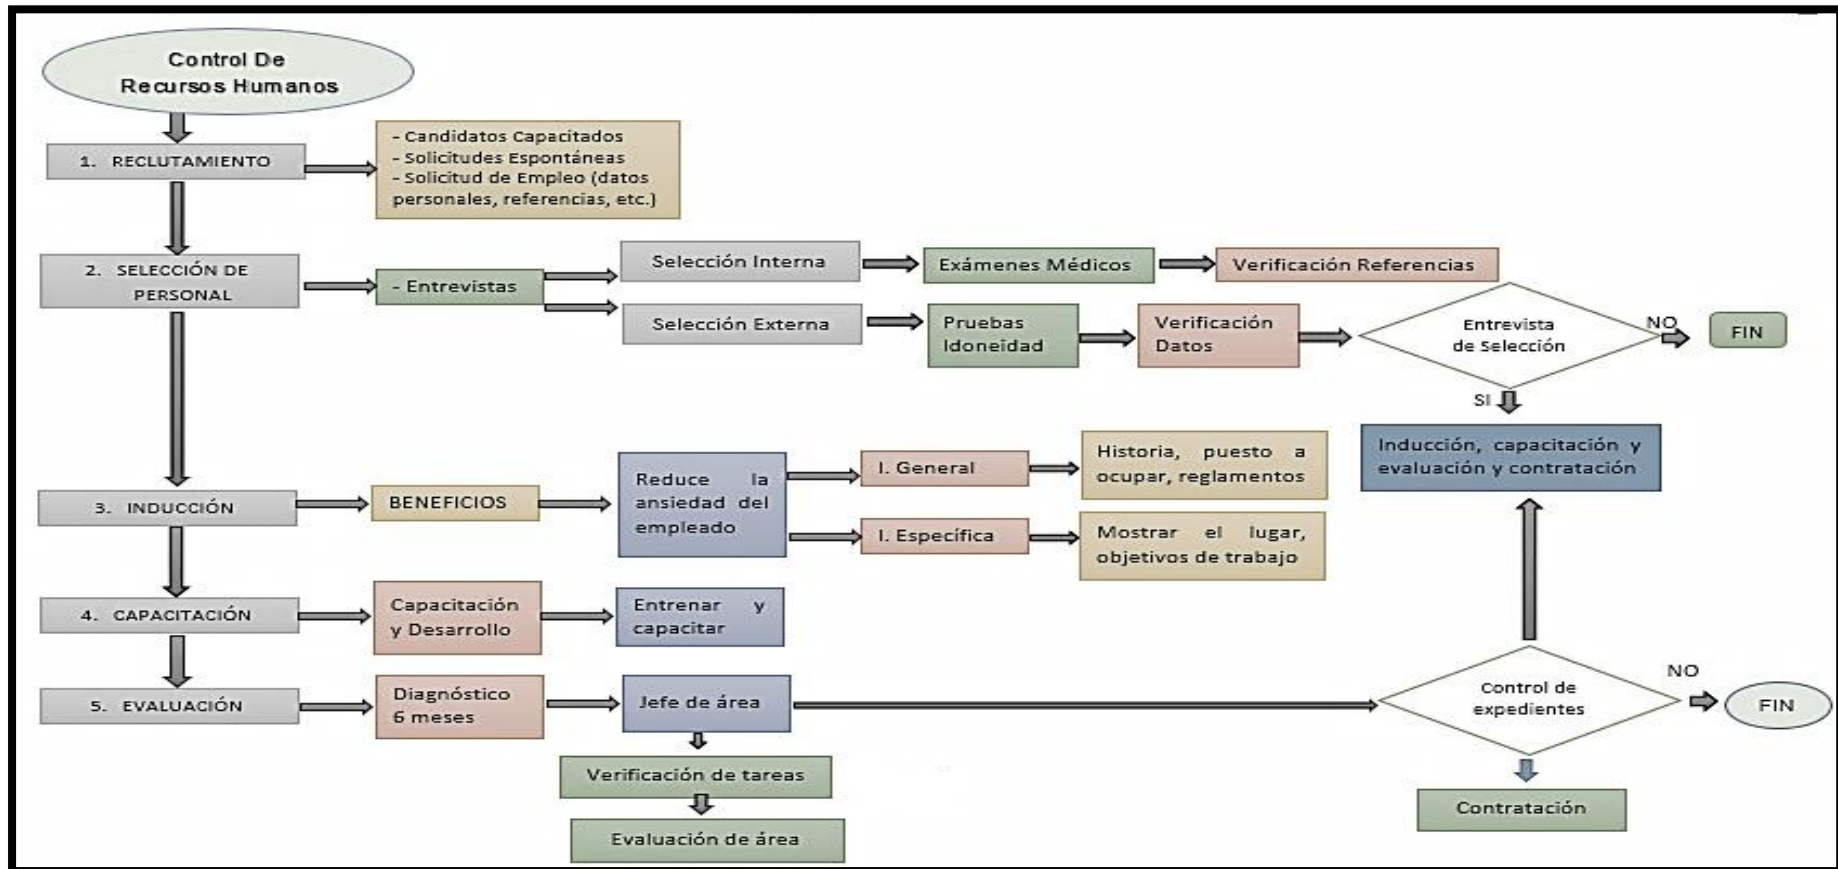 Control De
Recursos Humanos
1. RECLUTAMIENTO
- Candidatos Capacitados
- Solicitudes Espontáneas
- Solicitud de Empleo (datos
personales, referencias, etc.)
2. SELECCIÓN DE
PERSONAL
- Entrevistas
Selección Interna
Exámenes Médicos
Verificación Referencias
Selección Externa
Pruebas
Idoneidad
Verificación
Datos
Entrevista
de Selección
NO
FIN
SI
Inducción, capacitación y
evaluación y contratación
3. INDUCCIÓN
BENEFICIOS
Reduce la
ansiedad del
empleado
I. General
Historia, puesto a
ocupar, reglamentos
I. Específica
Mostrar el lugar,
objetivos de trabajo
4. CAPACITACIÓN
Capacitación
y Desarrollo
Entrenar y
capacitar
5. EVALUACIÓN
Diagnóstico
6 meses
Jefe de área
Control de
expedientes
NO
FIN
Verificación de tareas
Evaluación de área
Contratación